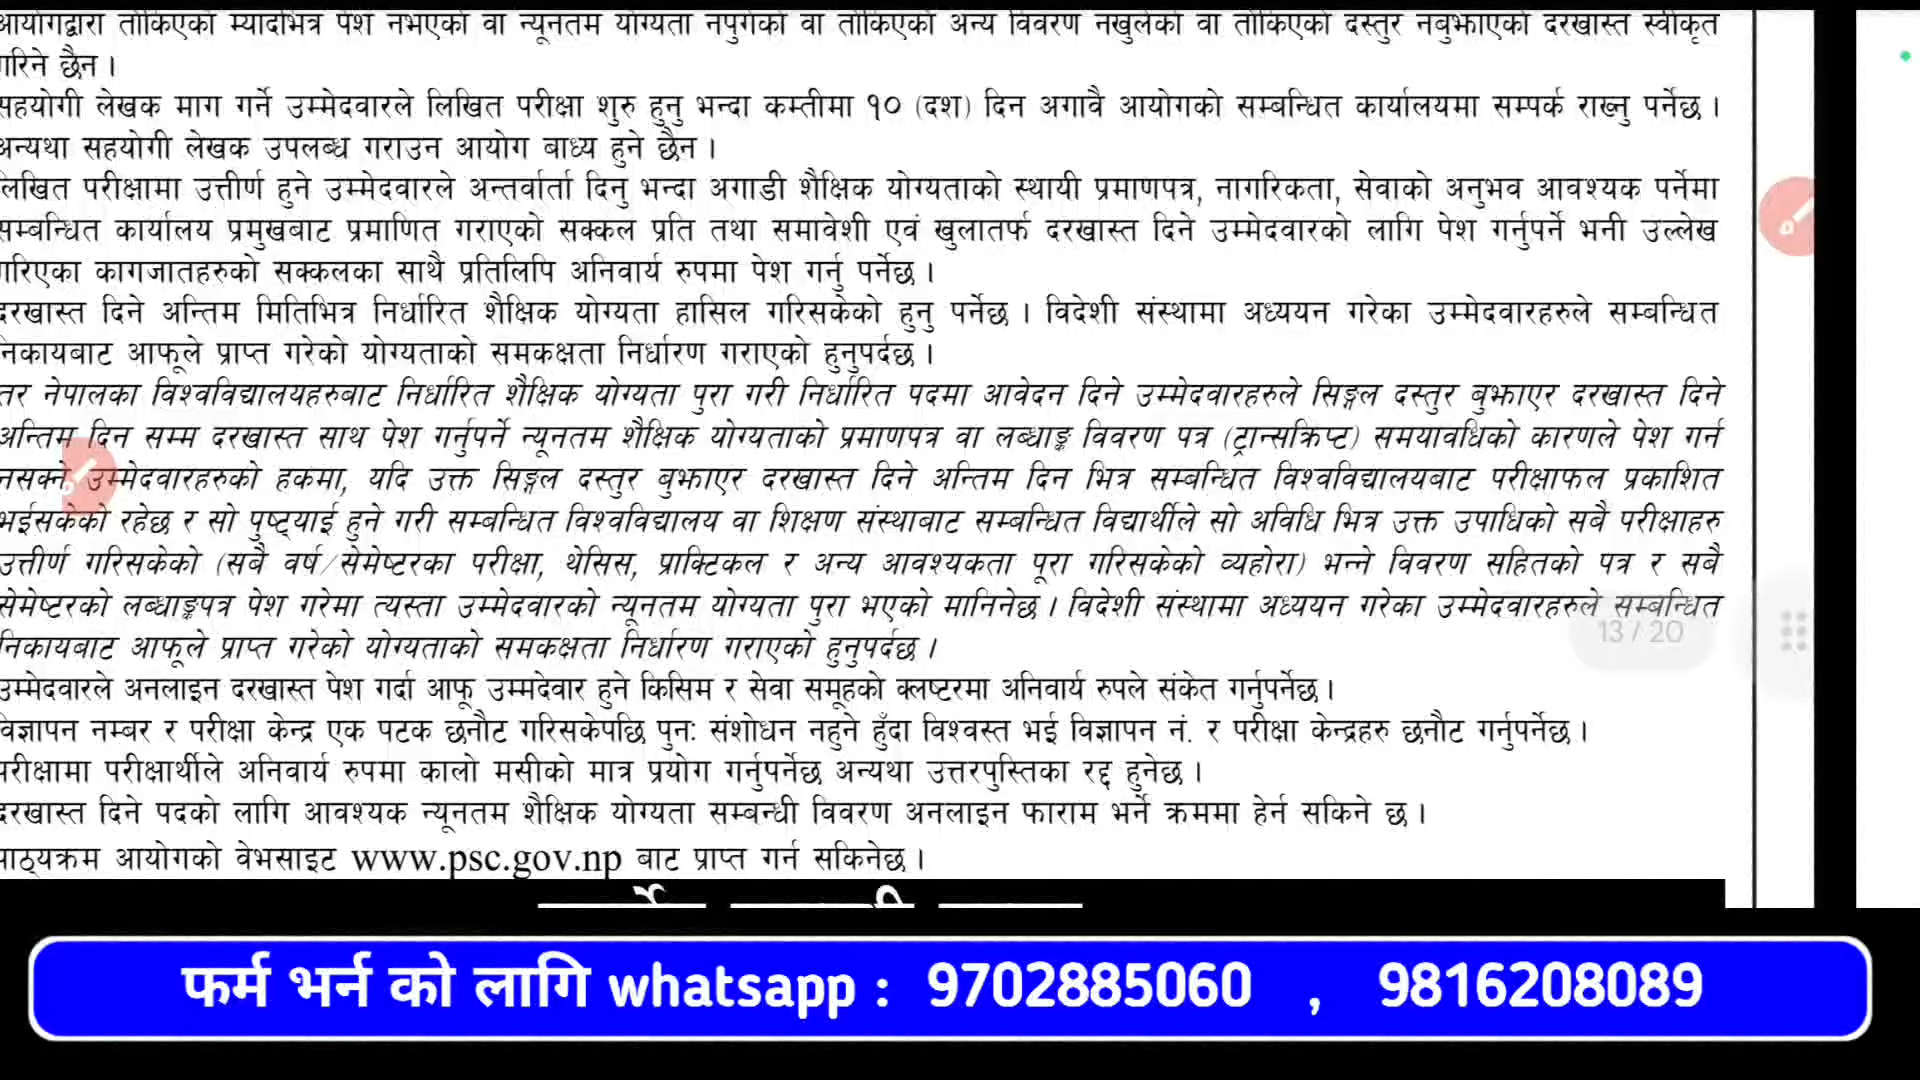 आयोगद्वारा तोकिएको म्यादभित्र पेश नभएको वा न्यूनतम योग्यता नपुगेको वा तोकिएको अन्य विवरण नखुलेको वा तोकिएको दस्तुर नबुझाएको दरखास्त स्वीकृत
गरिने छैन ।
सहयोगी लेखक माग गर्ने उम्मेदवारले लिखित परीक्षा शुरु हुनु भन्दा कम्तीमा १० (दश) दिन अगावै आयोगको सम्बन्धित कार्यालयमा सम्पर्क राख्नु पर्नेछ ।
अन्यथा सहयोगी लेखक उपलब्ध गराउन आयोग बाध्य हुने छैन ।
लिखित परीक्षामा उत्तीर्ण हुने उम्मेदवारले अन्तर्वार्ता दिनु भन्दा अगाडी शैक्षिक योग्यताको स्थायी प्रमाणपत्र, नागरिकता, सेवाको अनुभव आवश्यक पर्नेमा
सम्बन्धित कार्यालय प्रमुखबाट प्रमाणित गराएको सक्कल प्रति तथा समावेशी एवं खुलातर्फ दरखास्त दिने उम्मेदवारको लागि पेश गर्नुपर्ने भनी उल्लेख
गरिएका कागजातहरुको सक्कलका साथै प्रतिलिपि अनिवार्य रुपमा पेश गर्नु पर्नेछ ।
दरखास्त दिने अन्तिम मितिभित्र निर्धारित शैक्षिक योग्यता हासिल गरिसकेको हुनु पर्नेछ । विदेशी संस्थामा अध्ययन गरेका उम्मेदवारहरुले सम्बन्धित
निकायबाट आफूले प्राप्त गरेको योग्यताको समकक्षता निर्धारण गराएको हुनुपर्दछ ।
तर नेपालका विश्वविद्यालयहरुबाट निर्धारित शैक्षिक योग्यता पुरा गरी निर्धारित पदमा आवेदन दिने उम्मेदवारहरुले सिङ्गल दस्तुर बुझाएर दरखास्त दिने
अन्तिम दिन सम्म दरखास्त साथ पेश गर्नुपर्ने न्यूनतम शैक्षिक योग्यताको प्रमाणपत्र वा लब्धाङ्क विवरण पत्र (ट्रान्सक्रिप्ट) समयावधिको कारणले पेश गर्न
नसक्ने उम्मेदवारहरुको हकमा, यदि उक्त सिङ्गल दस्तुर बुझाएर दरखास्त दिने अन्तिम दिन भित्र सम्बन्धित विश्वविद्यालयबाट परीक्षाफल प्रकाशित
भईसकेको रहेछ र सो पुष्ट्याई हुने गरी सम्बन्धित विश्वविद्यालय वा शिक्षण संस्थाबाट सम्बन्धित विद्यार्थीले सो अविधि भित्र उक्त उपाधिको सबै परीक्षाहरु
उत्तीर्ण गरिसकेको (सबै वर्ष/सेमेष्टरका परीक्षा, थेसिस, प्राक्टिकल र अन्य आवश्यकता पूरा गरिसकेको व्यहोरा) भन्ने विवरण सहितको पत्र र सबै
सेमेष्टरको लब्धाङ्कपत्र पेश गरेमा त्यस्ता उम्मेदवारको न्यूनतम योग्यता पुरा भएको मानिनेछ । विदेशी संस्थामा अध्ययन गरेका उम्मेदवारहरुले सम्बन्धित
13 / 20
निकायबाट आफूले प्राप्त गरेको योग्यताको समकक्षता निर्धारण गराएको हुनुपर्दछ ।
उम्मेदवारले अनलाइन दरखास्त पेश गर्दा आफू उम्मदेवार हुने किसिम र सेवा समूहको क्लष्टरमा अनिवार्य रुपले संकेत गर्नुपर्नेछ ।
विज्ञापन नम्बर र परीक्षा केन्द्र एक पटक छनौट गरिसकेपछि पुनः संशोधन नहुने हुँदा विश्वस्त भई विज्ञापन नं. र परीक्षा केन्द्रहरु छनौट गर्नुपर्नेछ ।
परीक्षामा परीक्षार्थीले अनिवार्य रुपमा कालो मसीको मात्र प्रयोग गर्नुपर्नेछ अन्यथा उत्तरपुस्तिका रद्द हुनेछ ।
दरखास्त दिने पदको लागि आवश्यक न्यूनतम शैक्षिक योग्यता सम्बन्धी विवरण अनलाइन फाराम भर्ने क्रममा हेर्न सकिने छ ।
पाठ्यक्रम आयोगको वेभसाइट www.psc.gov.np बाट प्राप्त गर्न सकिनेछ ।
फर्म भर्न को लागि whatsapp : 9702885060 , 9816208089